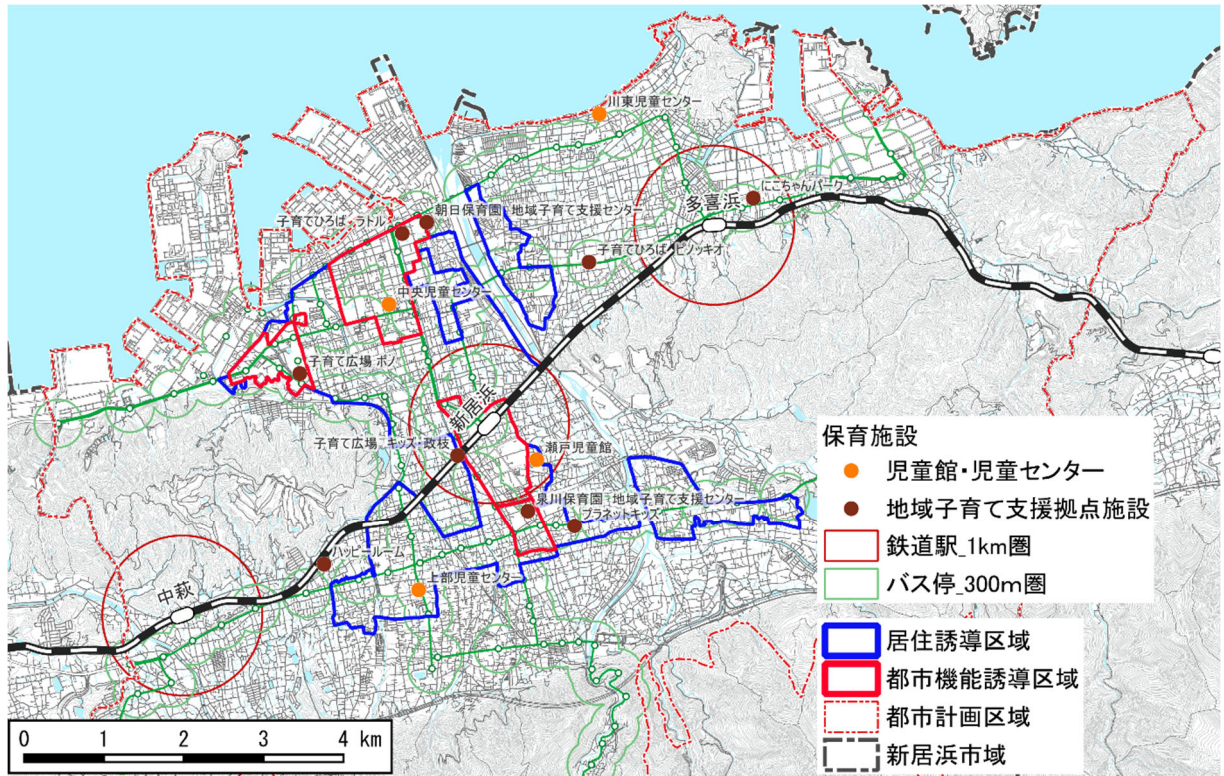 川東児童センター
にこちゃんパーク
多喜浜
朝日保育園 地域子育て支援センター
子育てひろば ラトル
子育てひろば ピノッキオ
中央児童センター
子育て広場 ポノ
新居浜
子育て広場 キッズ・政枝
瀬戸児童館
泉川保育園 地域子育て支援センター
プラネットキッズ
ハッピールーム
上部児童センター
中萩
保育施設
児童館・児童センター
地域子育て支援拠点施設
鉄道駅_1km圏
バス停_300m圏
居住誘導区域
都市機能誘導区域
都市計画区域
新居浜市域
0 1 2 3 4 km